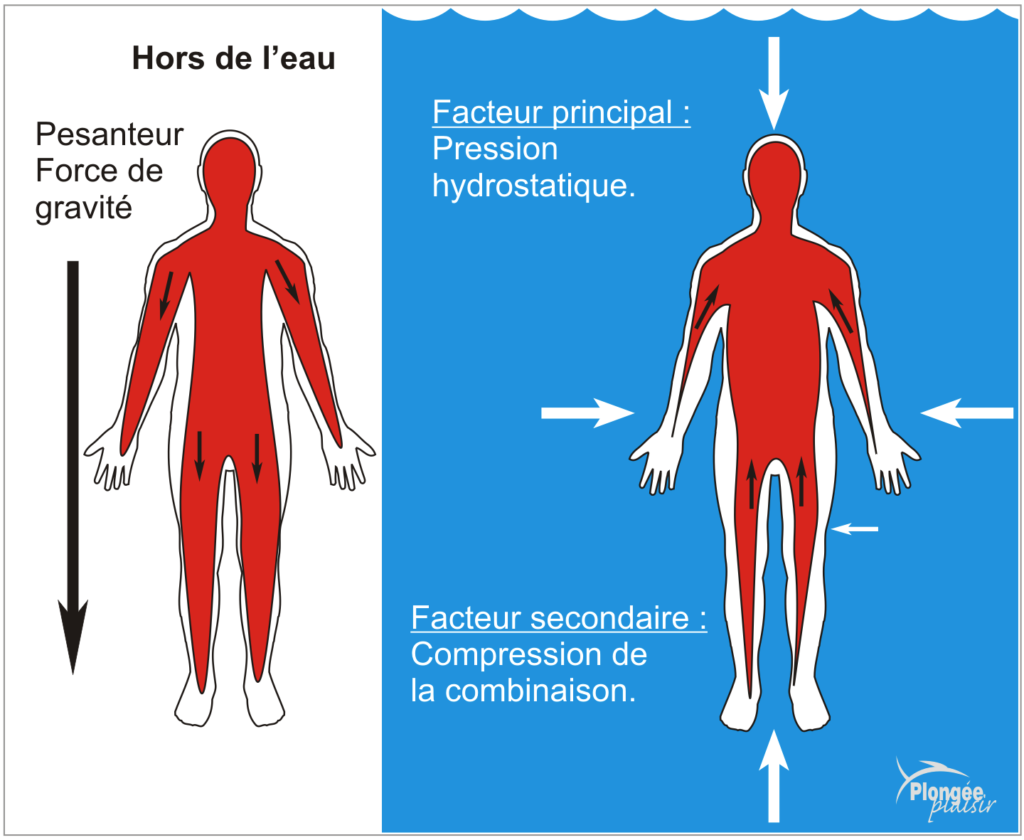 Hors de l’eau
Pesanteur
Force de
gravité
Facteur principal :
Pression
hydrostatique.
Facteur secondaire :
Compression de
la combinaison.
Plongée
plaisir